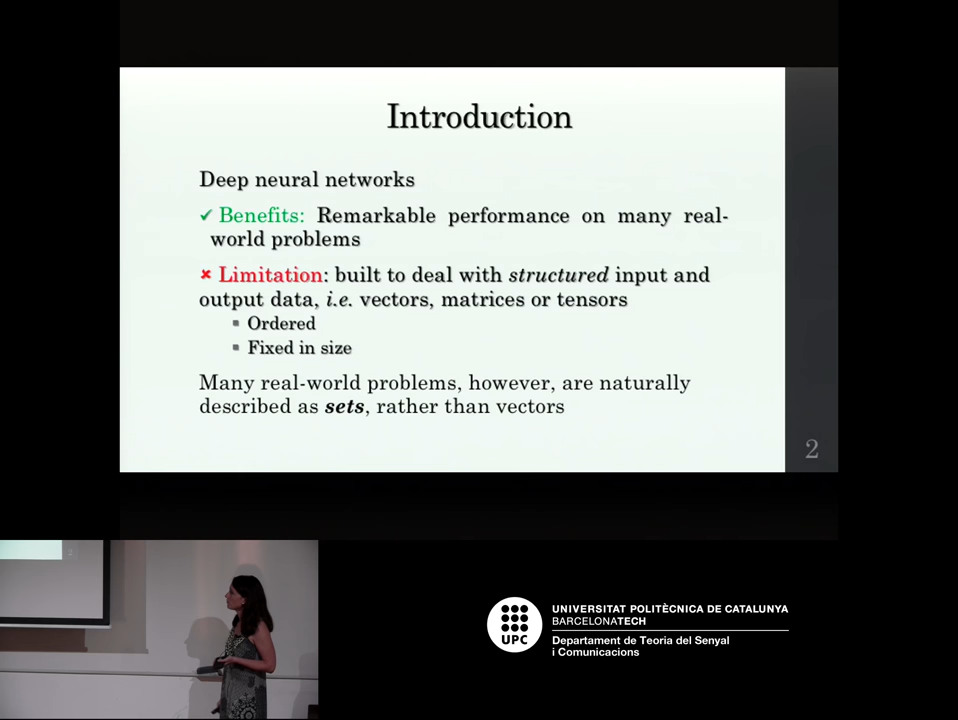 Introduction
Deep neural networks
✓ Benefits: Remarkable performance on many real-
world problems
✗ Limitation: built to deal with structured input and
output data, i.e. vectors, matrices or tensors
▪ Ordered
▪ Fixed in size
Many real-world problems, however, are naturally
described as sets, rather than vectors
2
UPC
UNIVERSITAT POLITÈCNICA DE CATALUNYA
BARCELONATECH
Departament de Teoria del Senyal
i Comunicacions